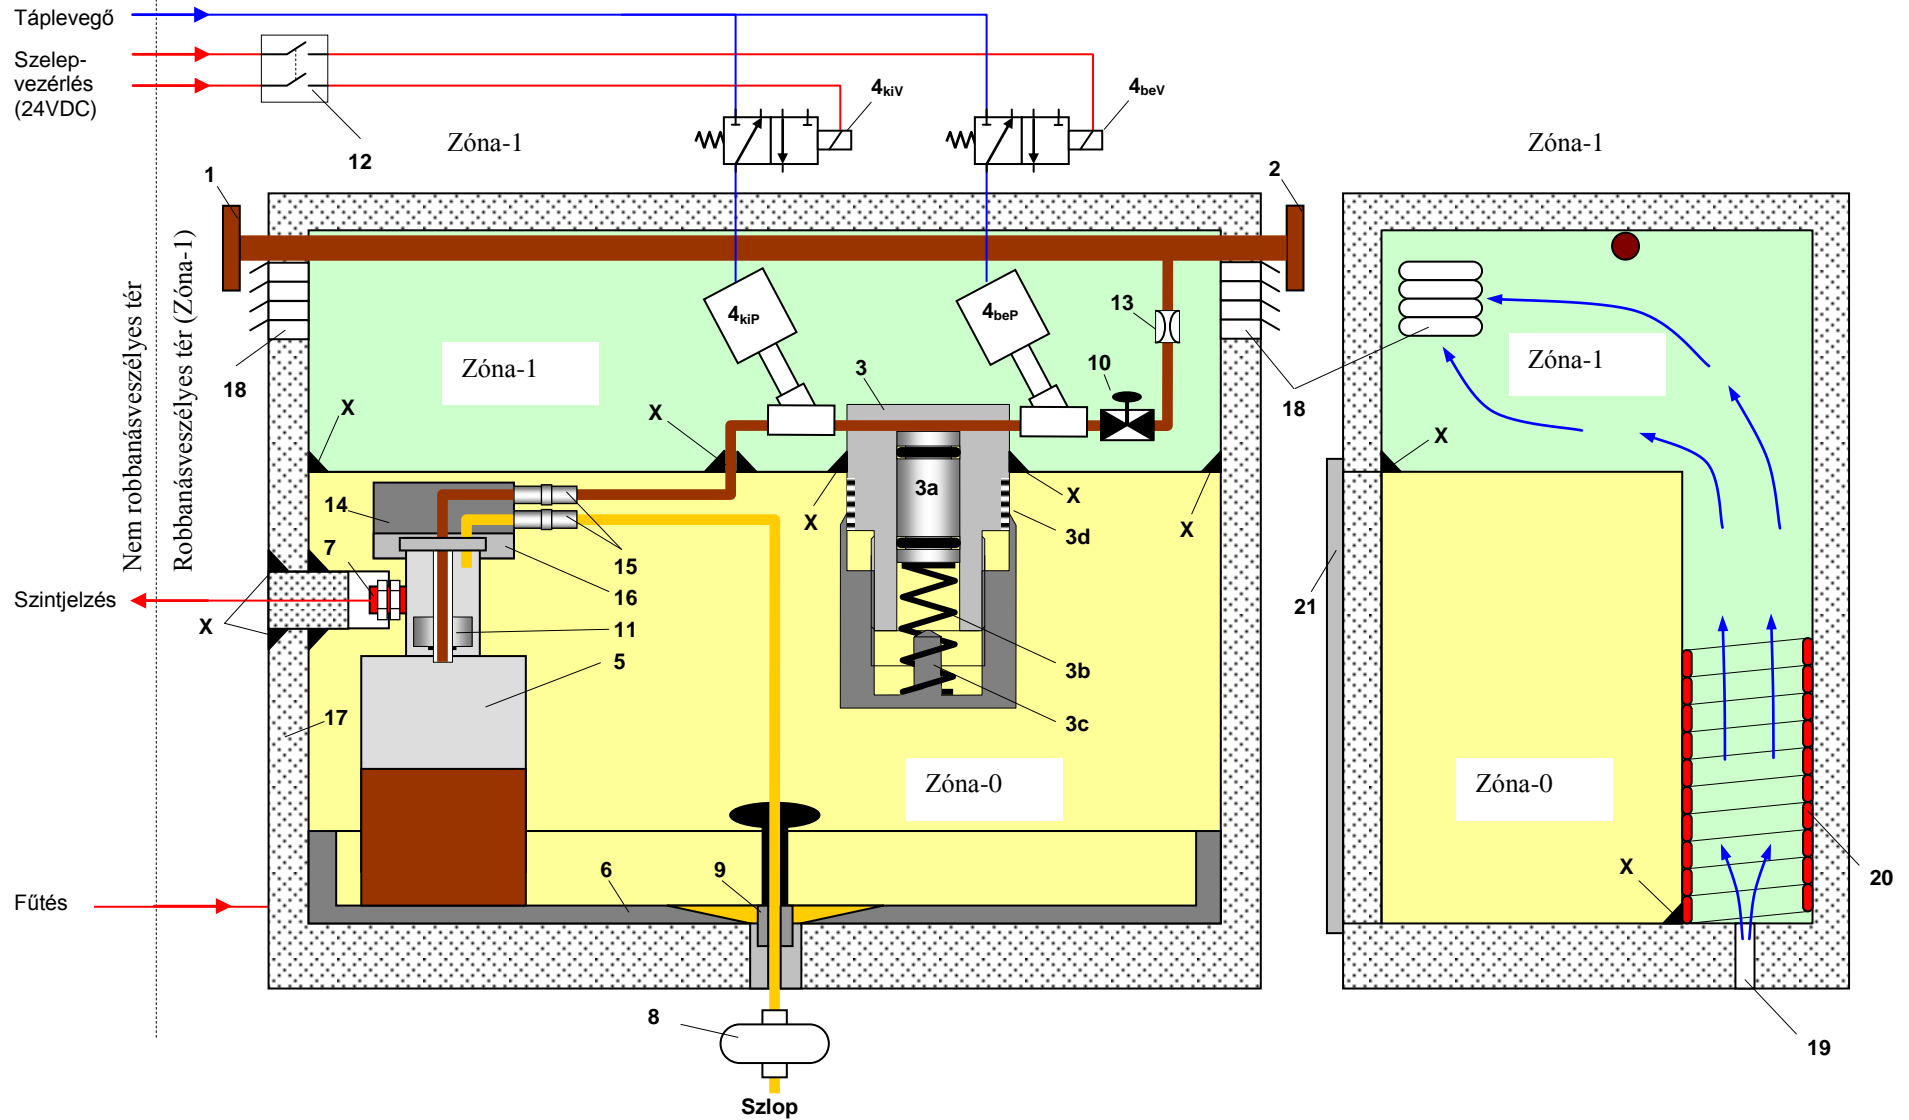 Táplevegő
Szelep-
vezérlés
(24VDC)
12
Zóna-1
4kiV
4beV
Zóna-1
1
2
Nem robbanásveszélyes tér
Robbanásveszélyes tér (Zóna-1)
4kiP
4beP
13
Zóna-1
Zóna-1
18
3
10
18
X
X
X
X
X
X
3a
14
3d
7
15
16
Szintjelzés
X
11
5
3b
3c
17
21
Zóna-0
Zóna-0
6
9
X
20
Fűtés
8
19
Szlop